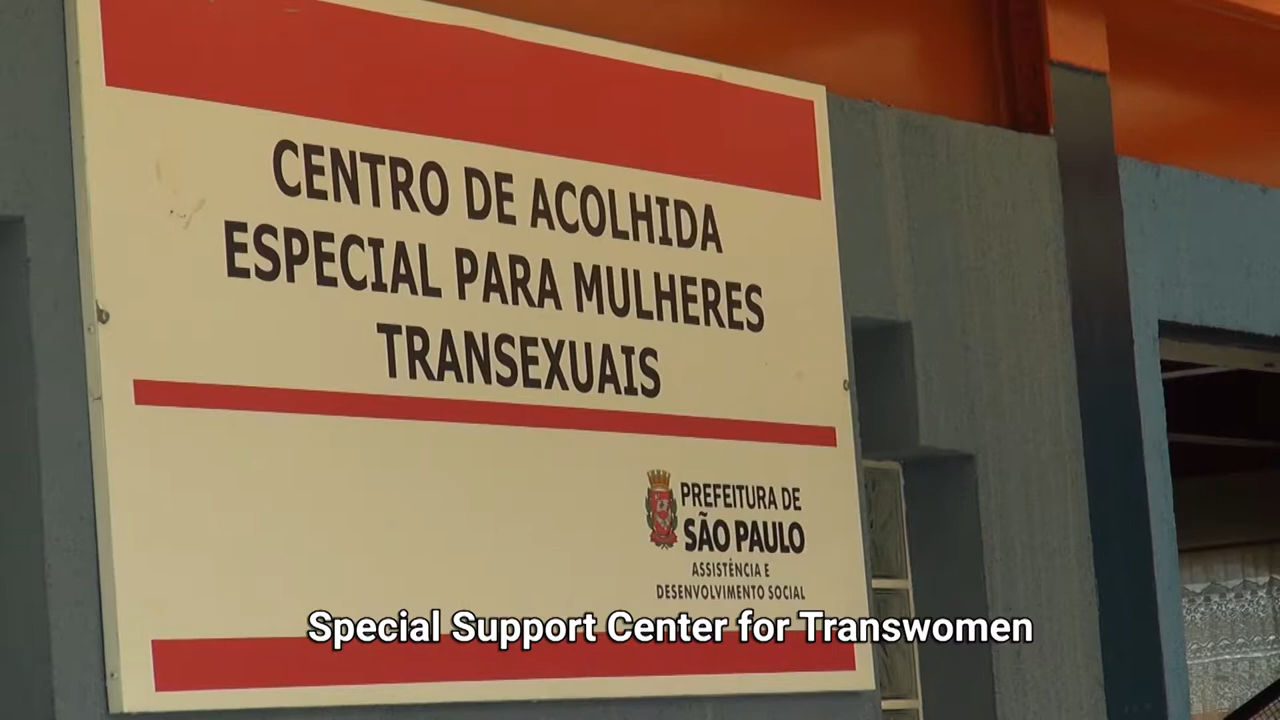 CENTRO DE ACOLHIDA
ESPECIAL PARA MULHERES
TRANSEXUAIS
PREFEITURA DE
SÃO PAULO
ASSISTÊNCIA E
DESENVOLVIMENTO SOCIAL
Special Support Center for Transwomen